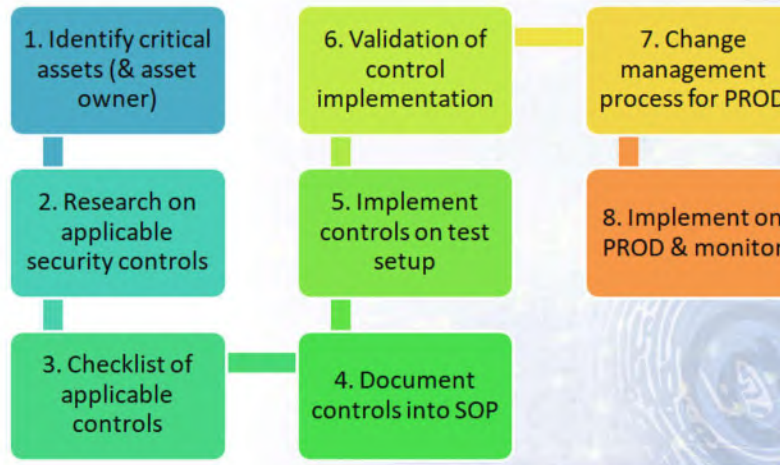 1. Identify critical
assets (& asset
owner)
2. Research on
applicable
security controls
3. Checklist of
applicable
controls
4. Document
controls into SOP
5. Implement
controls on test
setup
6. Validation of
control
implementation
7. Change
management
process for PROD
8. Implement on
PROD & monitor